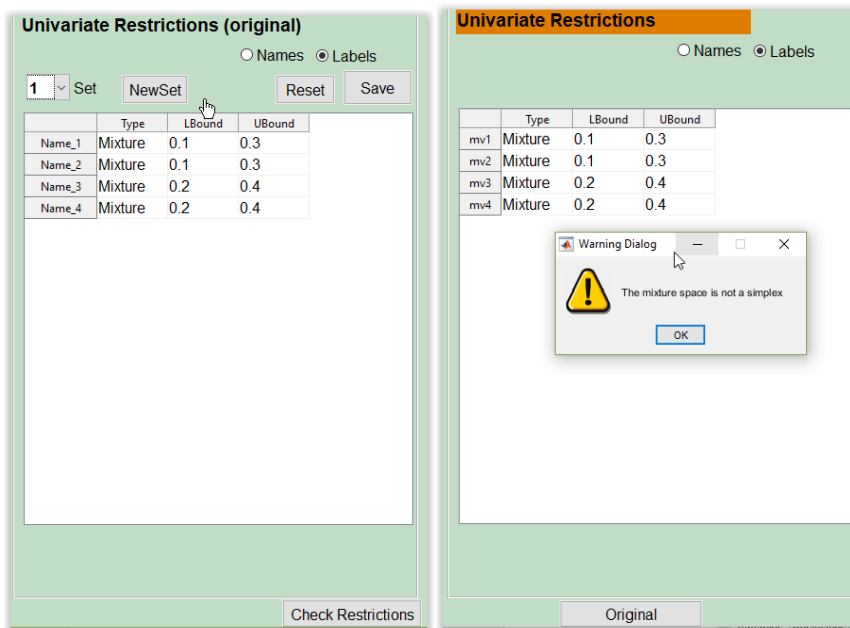 Univariate Restrictions (original)
Names Labels
1 Set NewSet Reset Save
Type LBound UBound
Name_1 Mixture 0.1 0.3
Name_2 Mixture 0.1 0.3
Name_3 Mixture 0.2 0.4
Name_4 Mixture 0.2 0.4
Check Restrictions
Univariate Restrictions
Names Labels
Type LBound UBound
mv1 Mixture 0.1 0.3
mv2 Mixture 0.1 0.3
mv3 Mixture 0.2 0.4
mv4 Mixture 0.2 0.4
Warning Dialog
The mixture space is not a simplex
OK
Original